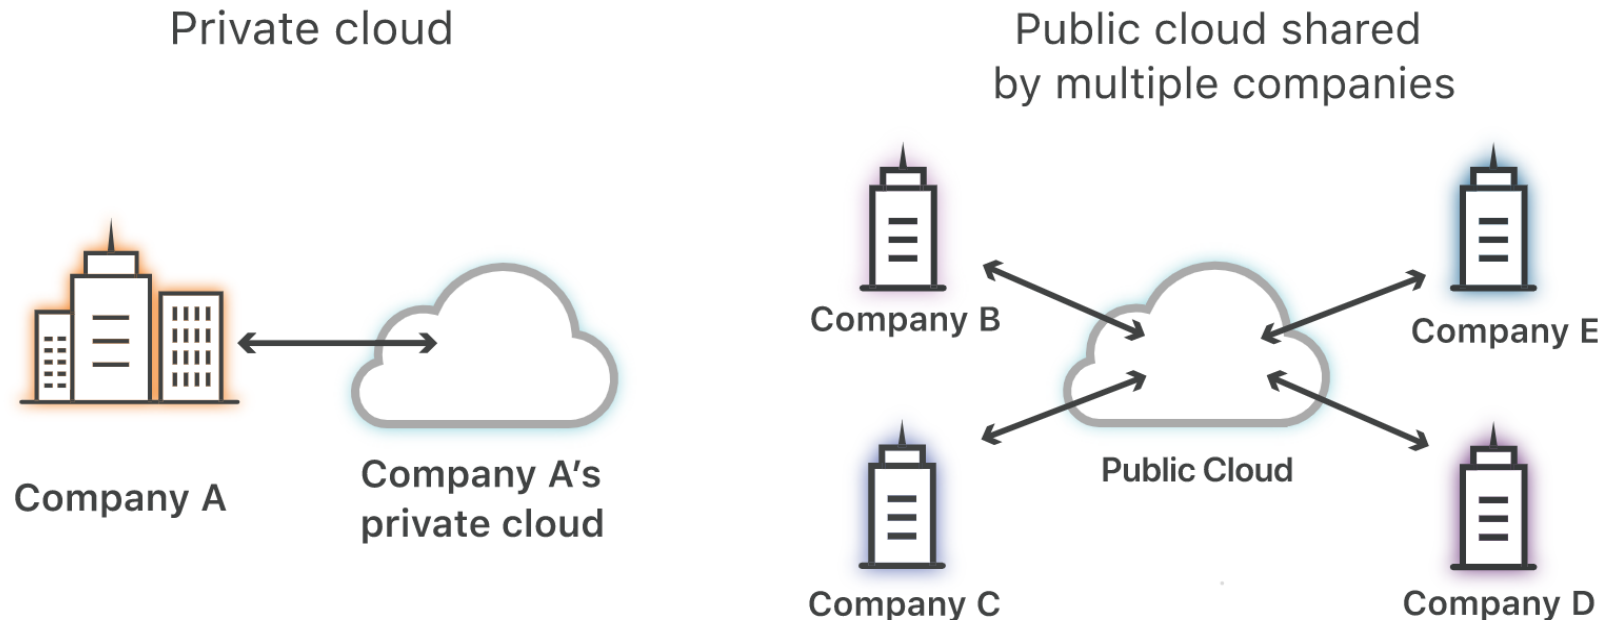 Private cloud
Public cloud shared
by multiple companies
Company A
Company A’s
private cloud
Company B
Company E
Public Cloud
Company C
Company D